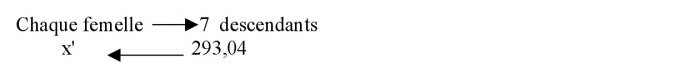 Chaque femelle ⟶ 7 descendants
x' ⟵ 293,04